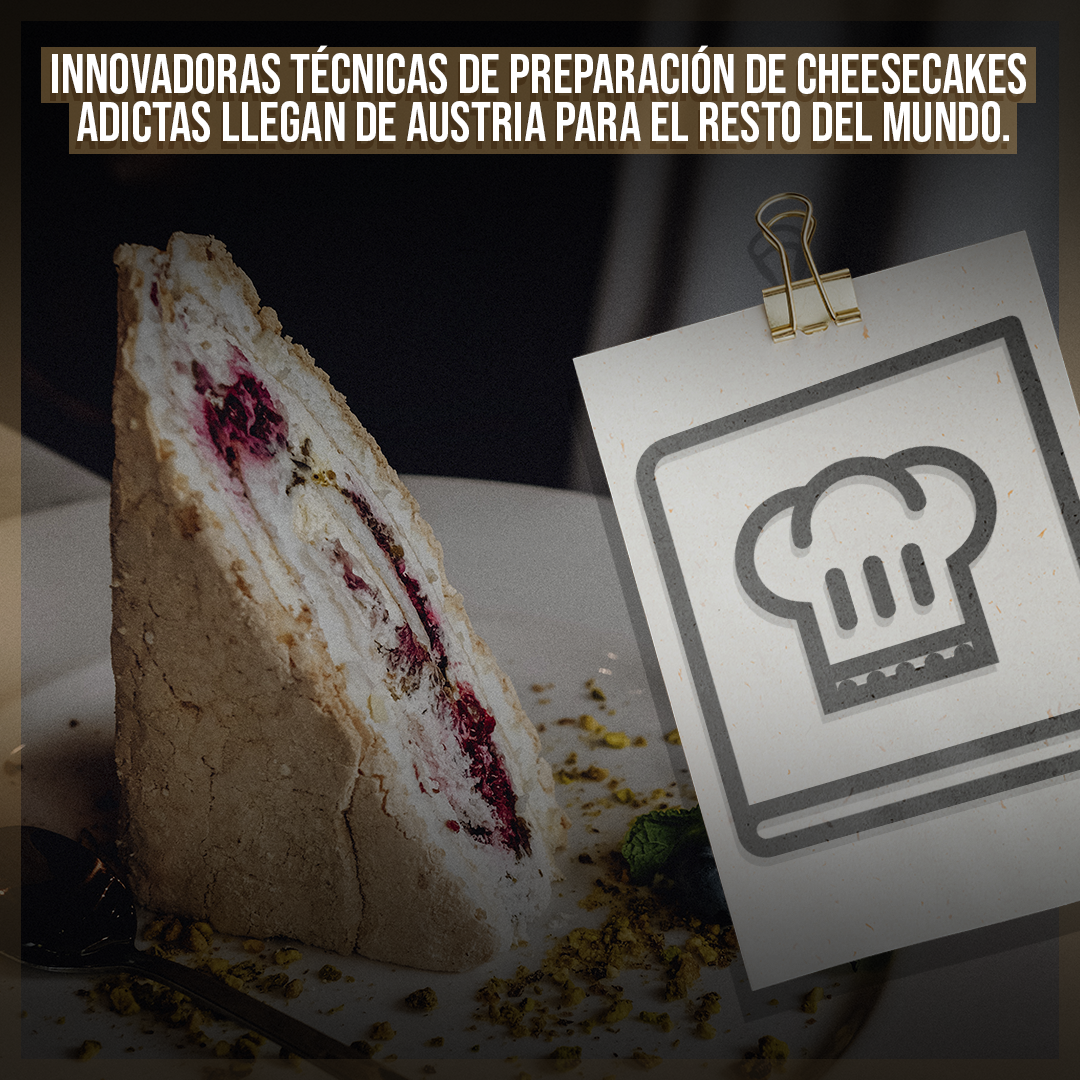 INNOVADORAS TÉCNICAS DE PREPARACIÓN DE CHEESECAKES
ADICTAS LLEGAN DE AUSTRIA PARA EL RESTO DEL MUNDO.